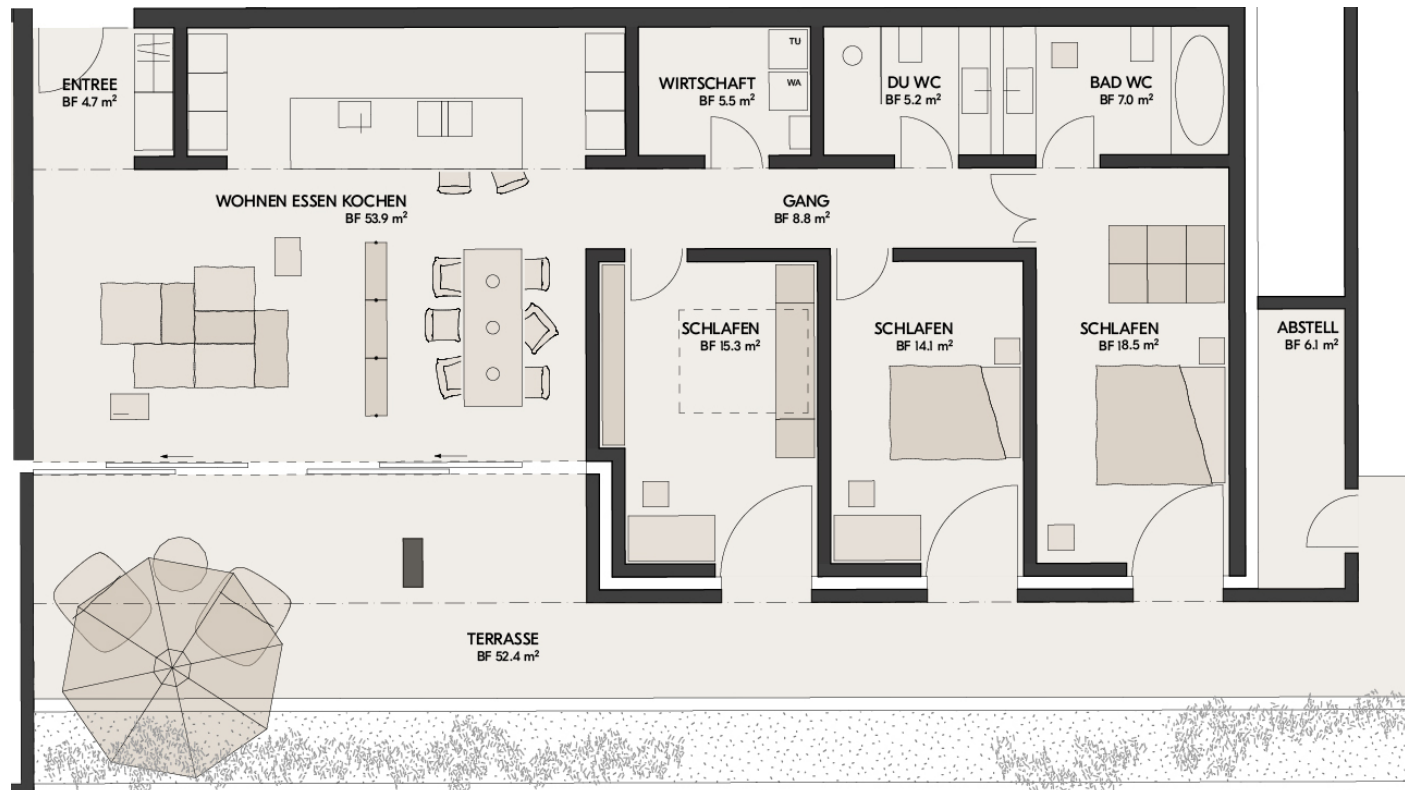 TU
ENTREE
BF 4.7 m²
WIRTSCHAFT
BF 5.5 m²
WA
DU WC
BF 5.2 m²
BAD WC
BF 7.0 m²
WOHNEN ESSEN KOCHEN
BF 53.9 m²
GANG
BF 8.8 m²
SCHLAFEN
BF 15.3 m²
SCHLAFEN
BF 14.1 m²
SCHLAFEN
BF 18.5 m²
ABSTELL
BF 6.1 m²
TERRASSE
BF 52.4 m²